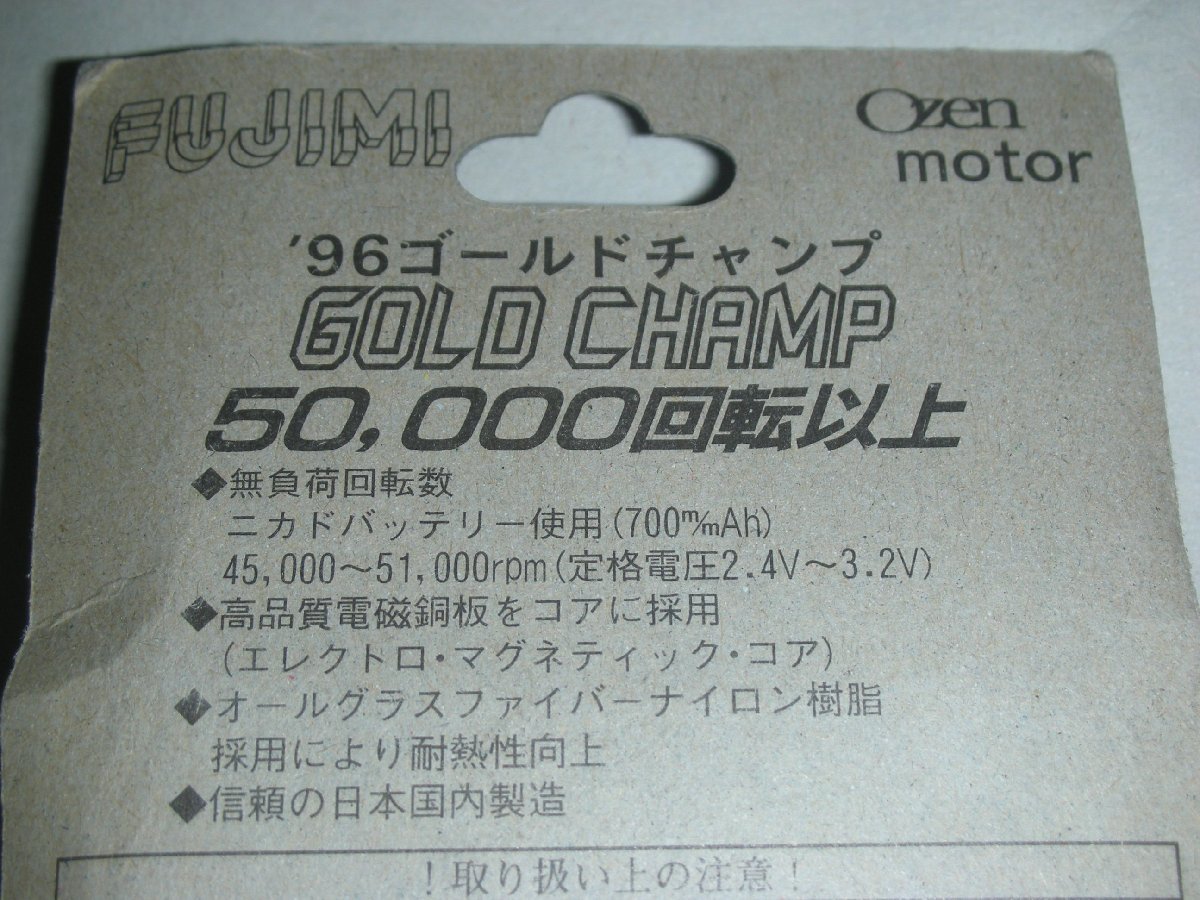 FUJIMI
Ozen
motor
'96ゴールドチャンプ
GOLD CHAMP
50,000回転以上
◆無負荷回転数
ニカドバッテリー使用(700m/mAh)
45,000～51,000rpm(定格電圧2.4V～3.2V)
◆高品質電磁銅板をコアに採用
(エレクトロ・マグネティック・コア)
◆オールグラスファイバーナイロン樹脂
採用により耐熱性向上
◆信頼の日本国内製造
！取り扱い上の注意！